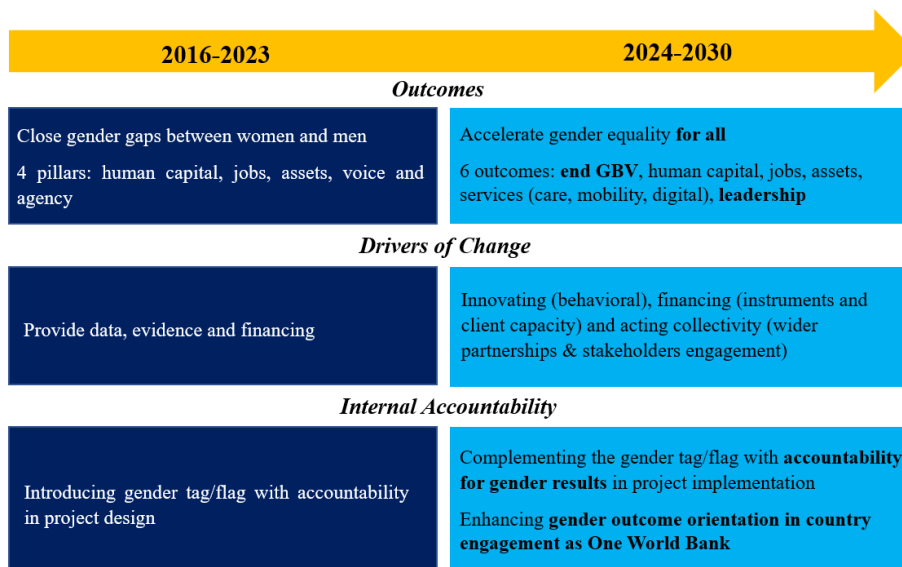 2016-2023
2024-2030
Outcomes
Close gender gaps between women and men
4 pillars: human capital, jobs, assets, voice and
agency
Accelerate gender equality for all
6 outcomes: end GBV, human capital, jobs, assets,
services (care, mobility, digital), leadership
Drivers of Change
Provide data, evidence and financing
Innovating (behavioral), financing (instruments and
client capacity) and acting collectivity (wider
partnerships & stakeholders engagement)
Internal Accountability
Introducing gender tag/flag with accountability
in project design
Complementing the gender tag/flag with accountability
for gender results in project implementation
Enhancing gender outcome orientation in country
engagement as One World Bank